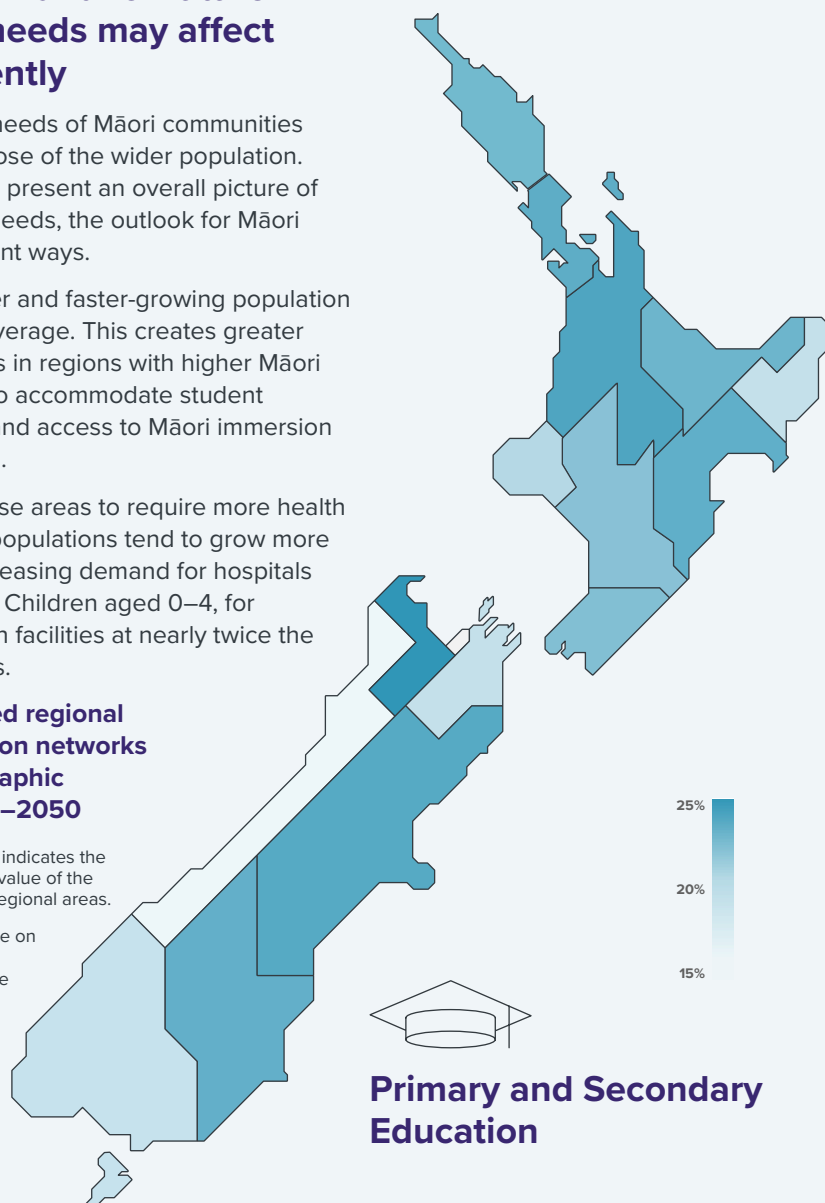 needs may affect
ently
needs of Māori communities
ose of the wider population.
present an overall picture of
eeds, the outlook for Māori
nt ways.
er and faster-growing population
verage. This creates greater
s in regions with higher Māori
o accommodate student
and access to Māori immersion
.
se areas to require more health
populations tend to grow more
easing demand for hospitals
Children aged 0–4, for
n facilities at nearly twice the
s.
ed regional
on networks
aphic
–2050
indicates the
value of the
egional areas.
e on
e
25%
20%
15%
Primary and Secondary
Education